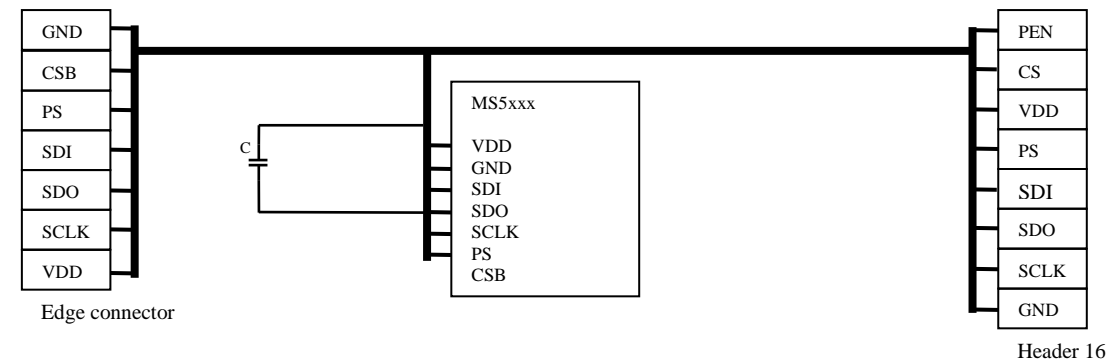 GND
CSB
PS
SDI
SDO
SCLK
VDD
Edge connector
C
MS5xxx
VDD
GND
SDI
SDO
SCLK
PS
CSB
PEN
CS
VDD
PS
SDI
SDO
SCLK
GND
Header 16